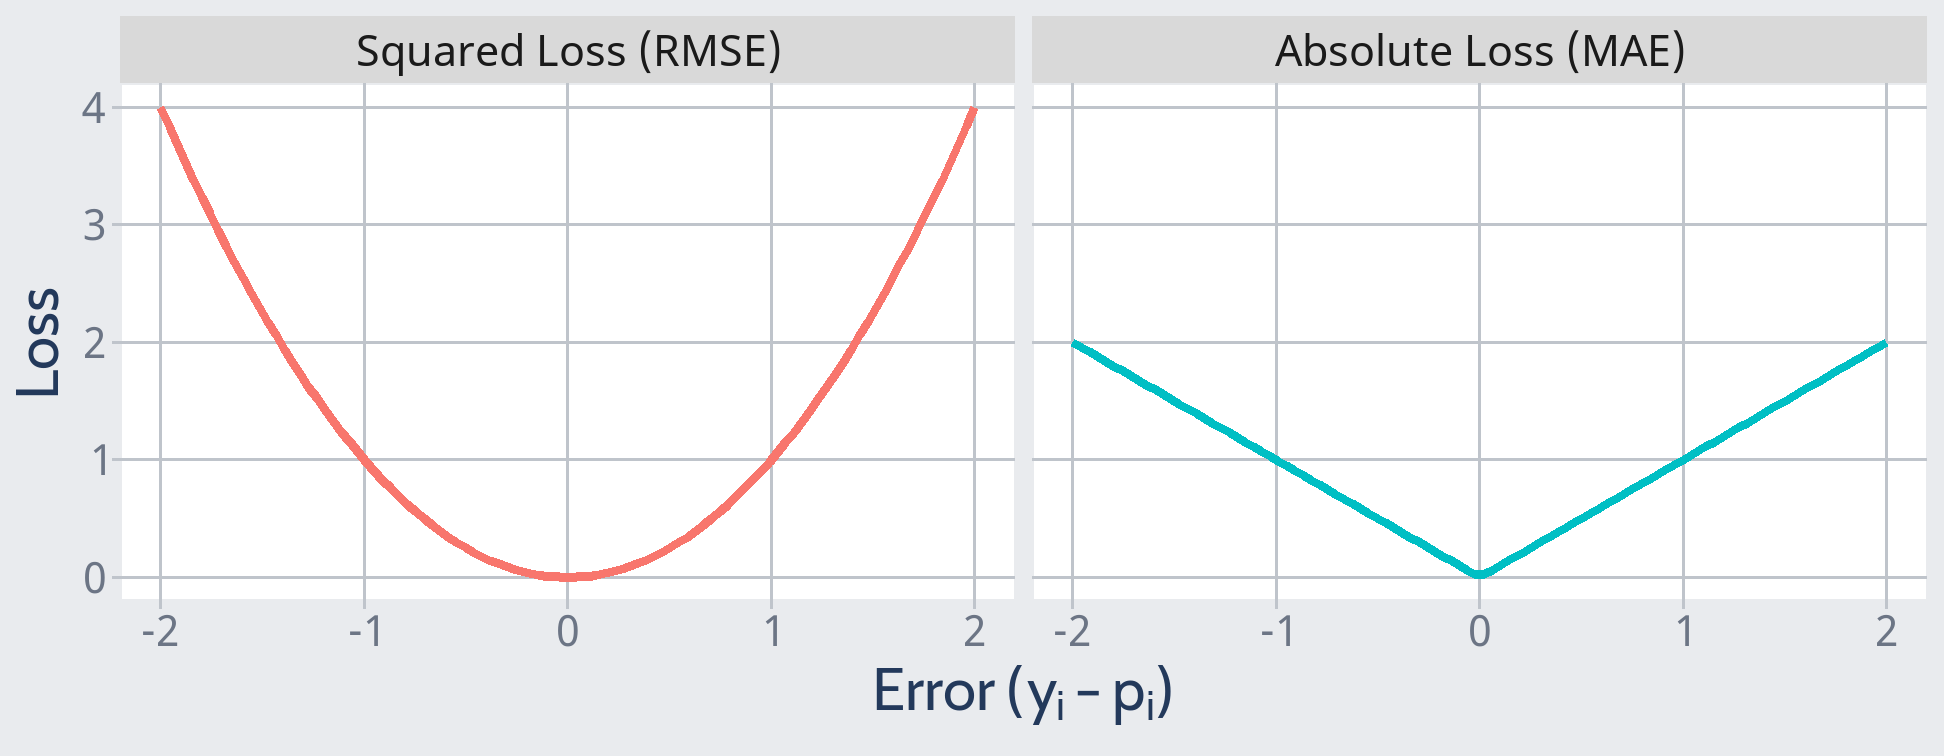 Squared Loss (RMSE)
Absolute Loss (MAE)
Loss
4
3
2
1
0
-2 -1 0 1 2
-2 -1 0 1 2
Error (yᵢ - pᵢ)